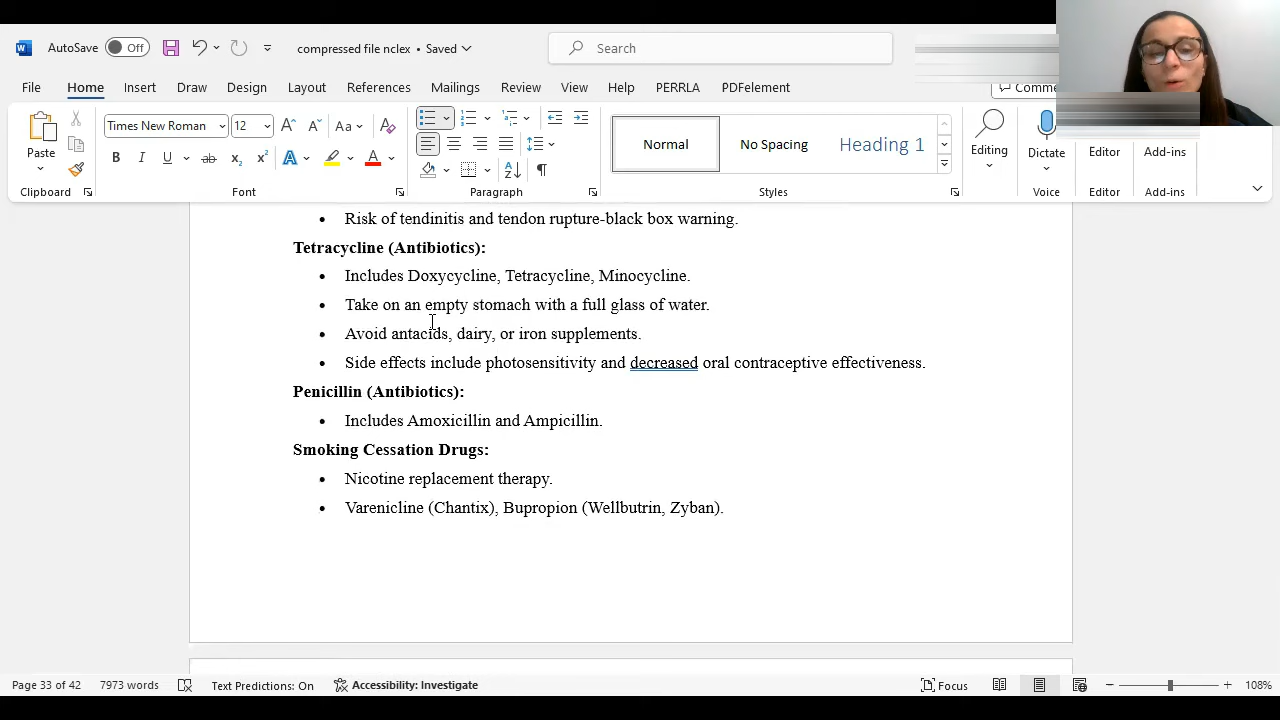 AutoSave Off compressed file nclex • Saved Search
File Home Insert Draw Design Layout References Mailings Review View Help PERRLA PDFelement
Times New Roman 12 Aa
Paste B I U ab x₂ x² A A Normal No Spacing Heading 1 Editing Dictate Editor Add-ins
Clipboard Font Paragraph Styles Voice Editor Add-ins
• Risk of tendinitis and tendon rupture-black box warning.
Tetracycline (Antibiotics):
• Includes Doxycycline, Tetracycline, Minocycline.
• Take on an empty stomach with a full glass of water.
• Avoid antacids, dairy, or iron supplements.
• Side effects include photosensitivity and decreased oral contraceptive effectiveness.
Penicillin (Antibiotics):
• Includes Amoxicillin and Ampicillin.
Smoking Cessation Drugs:
• Nicotine replacement therapy.
• Varenicline (Chantix), Bupropion (Wellbutrin, Zyban).
Page 33 of 42 7973 words Text Predictions: On Accessibility: Investigate Focus 108%